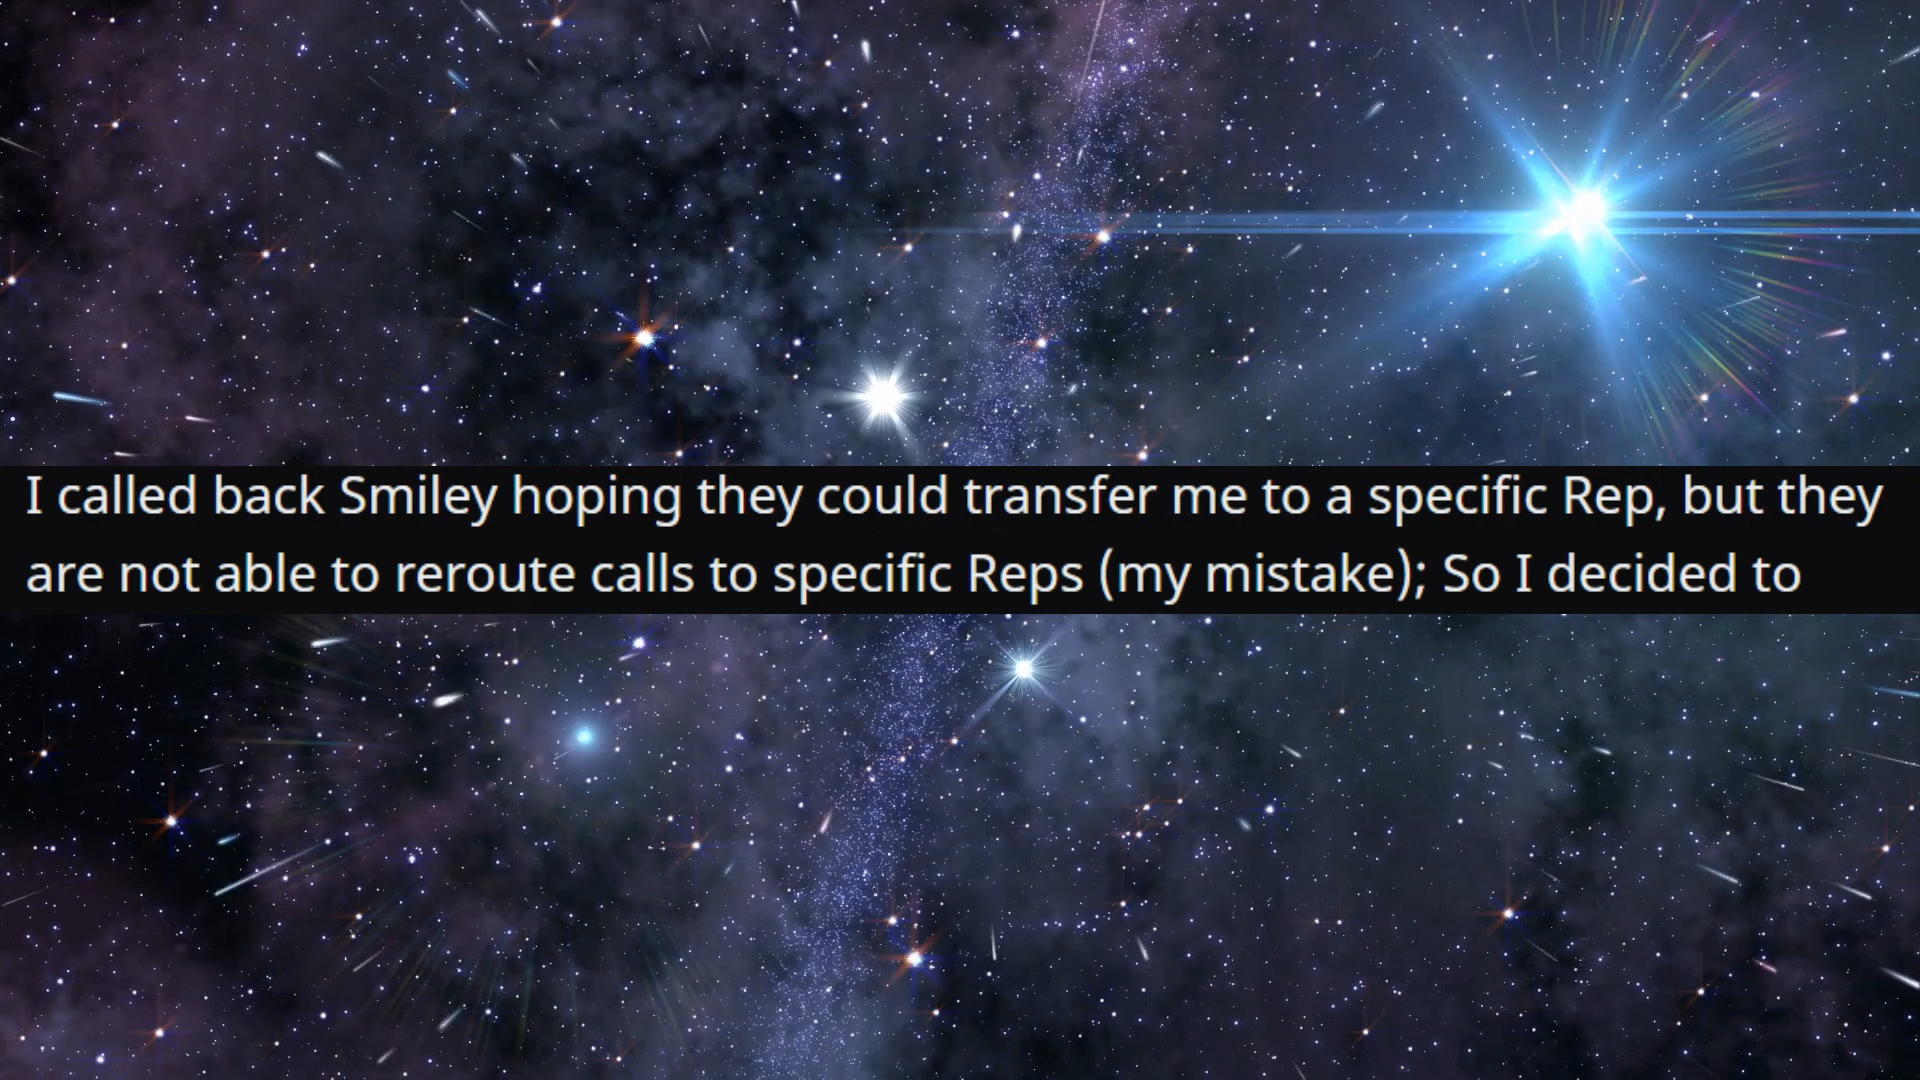 I called back Smiley hoping they could transfer me to a specific Rep, but they
are not able to reroute calls to specific Reps (my mistake); So I decided to